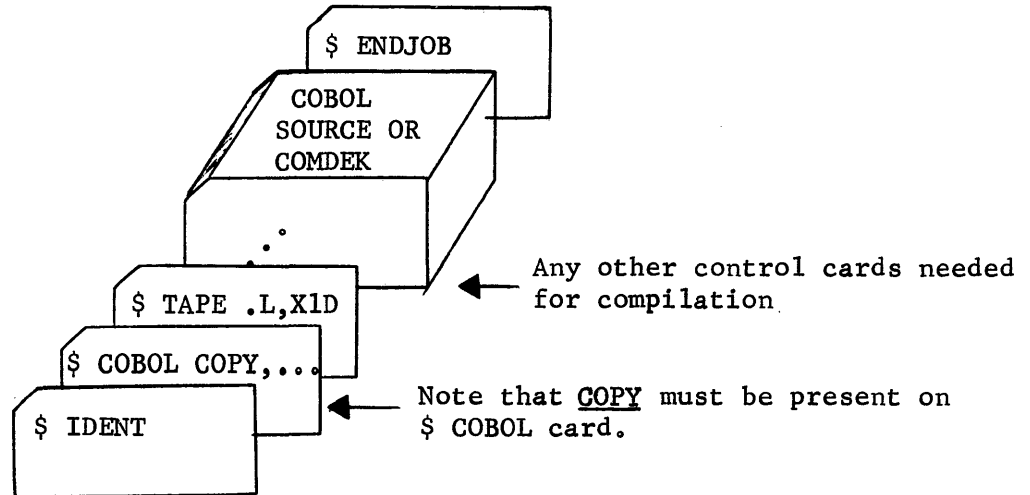 $ ENDJOB
COBOL
SOURCE OR
COMDEK
$ TAPE .L,X1D
Any other control cards needed
for compilation
$ COBOL COPY,...
Note that COPY must be present on
$ COBOL card.
$ IDENT